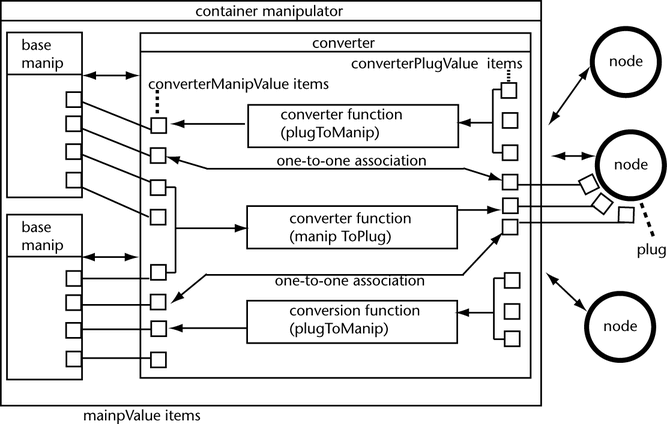 container manipulator
base
manip
converter
node
converterPlugValue items
converterManipValue items
converter function
(plugToManip)
one-to-one association
node
converter function
(manip ToPlug)
base
manip
plug
one-to-one association
conversion function
(plugToManip)
node
mainpValue items